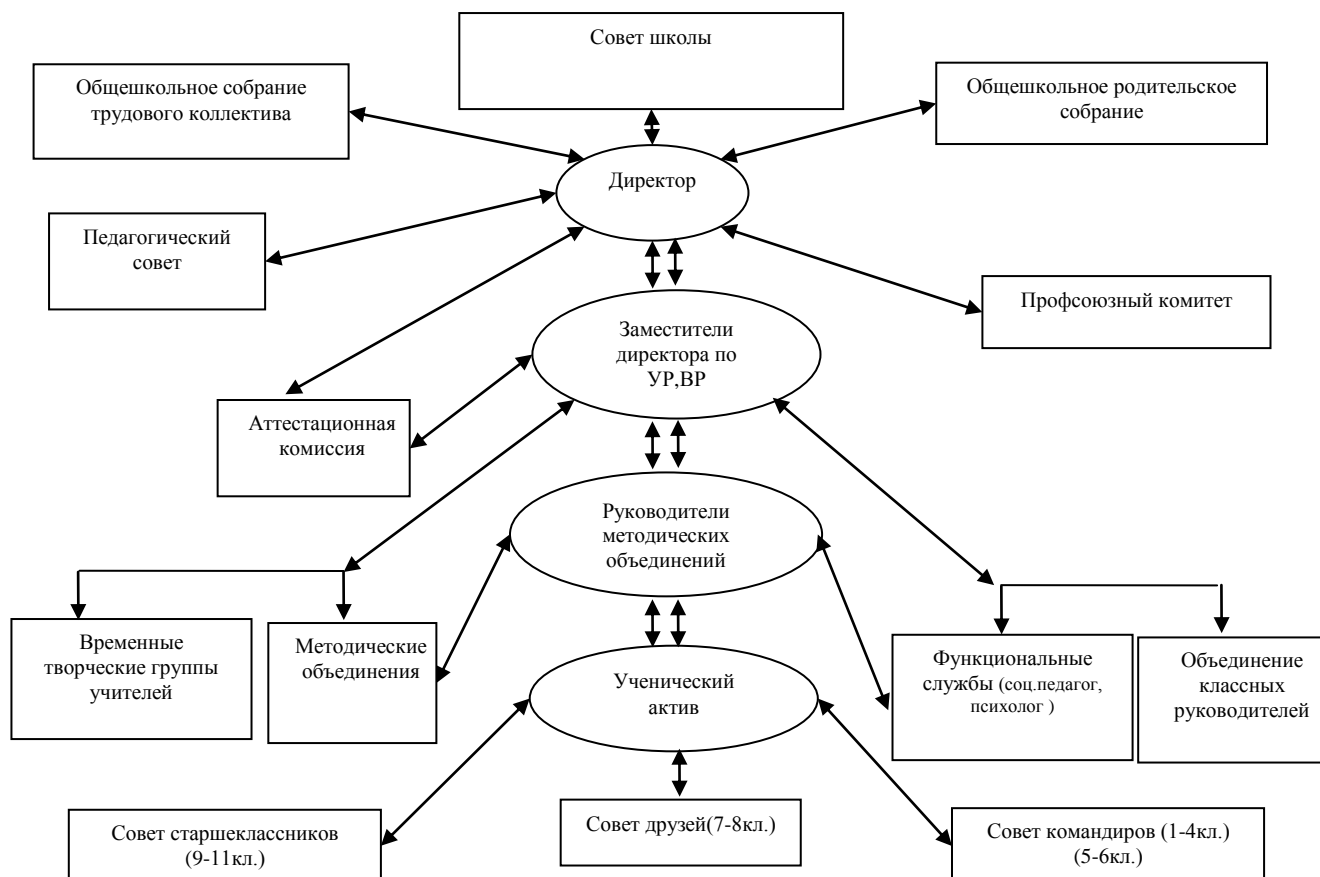 Совет школы
Общешкольное собрание
трудового коллектива
Общешкольное родительское
собрание
Директор
Педагогический
совет
Профсоюзный комитет
Заместители
директора по
УР,ВР
Аттестационная
комиссия
Руководители
методических
объединений
Временные
творческие группы
учителей
Методические
объединения
Функциональные
службы (соц.педагог,
психолог )
Объединение
классных
руководителей
Ученический
актив
Совет старшеклассников
(9-11кл.)
Совет друзей(7-8кл.)
Совет командиров (1-4кл.)
(5-6кл.)